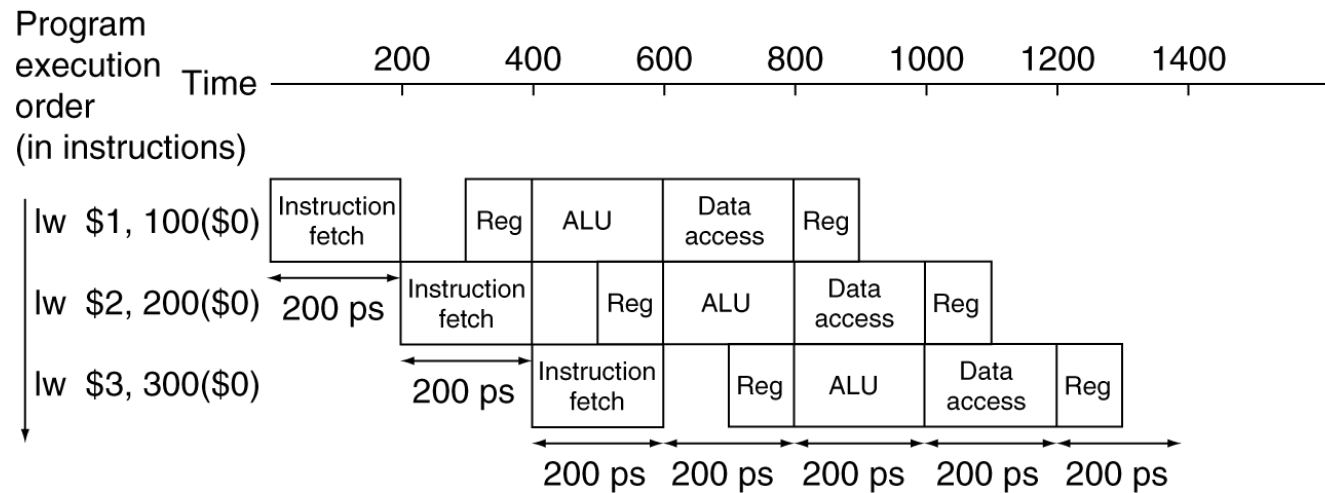 Program
execution
order
(in instructions)
Time
200 400 600 800 1000 1200 1400
lw $1, 100($0)
Instruction
fetch
Reg
ALU
Data
access
Reg
200 ps
lw $2, 200($0)
Instruction
fetch
Reg
ALU
Data
access
Reg
200 ps
lw $3, 300($0)
Instruction
fetch
Reg
ALU
Data
access
Reg
200 ps 200 ps 200 ps 200 ps 200 ps